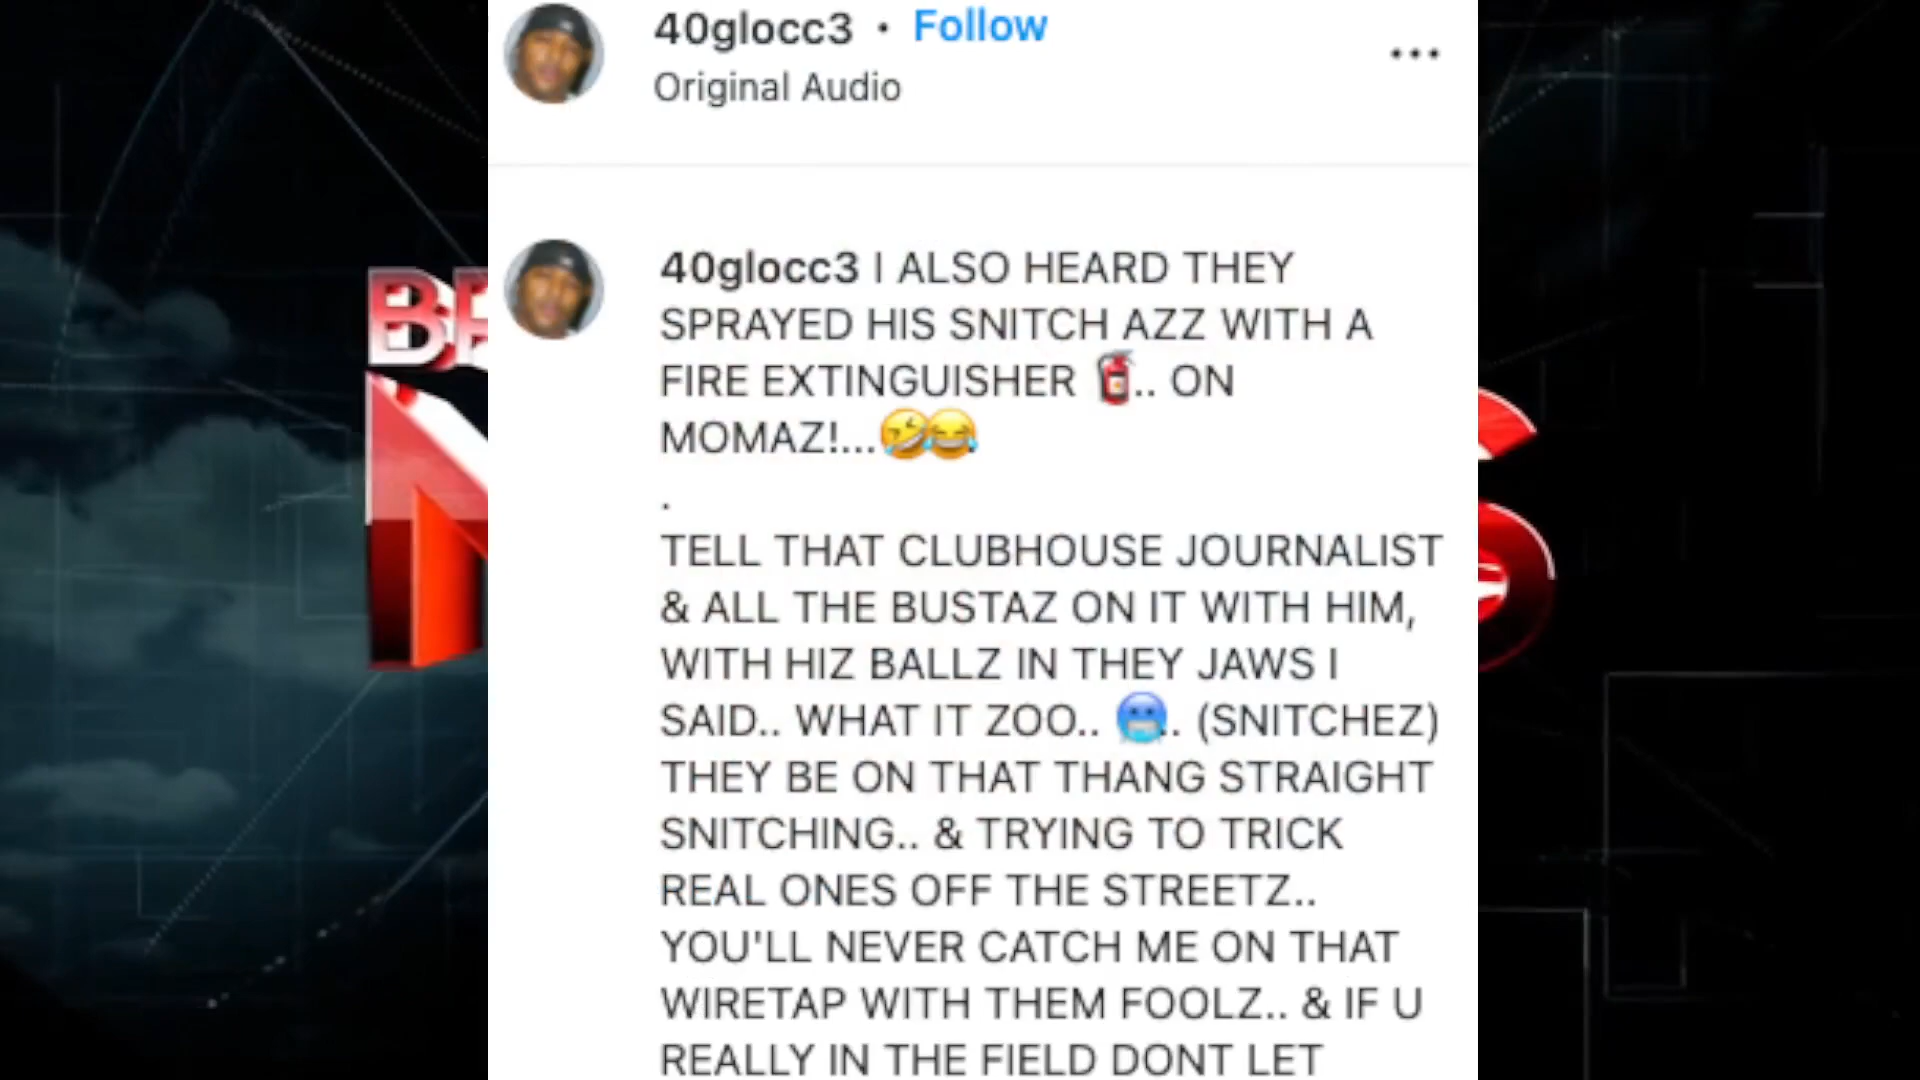 40glocc3 • Follow
Original Audio
...
40glocc3 I ALSO HEARD THEY
SPRAYED HIS SNITCH AZZ WITH A
FIRE EXTINGUISHER 🧯.. ON
MOMAZ!...🤣😂
.
TELL THAT CLUBHOUSE JOURNALIST
& ALL THE BUSTAZ ON IT WITH HIM,
WITH HIZ BALLZ IN THEY JAWS I
SAID.. WHAT IT ZOO.. 🥶.. (SNITCHEZ)
THEY BE ON THAT THANG STRAIGHT
SNITCHING.. & TRYING TO TRICK
REAL ONES OFF THE STREETZ..
YOU'LL NEVER CATCH ME ON THAT
WIRETAP WITH THEM FOOLZ.. & IF U
REALLY IN THE FIELD DONT LET